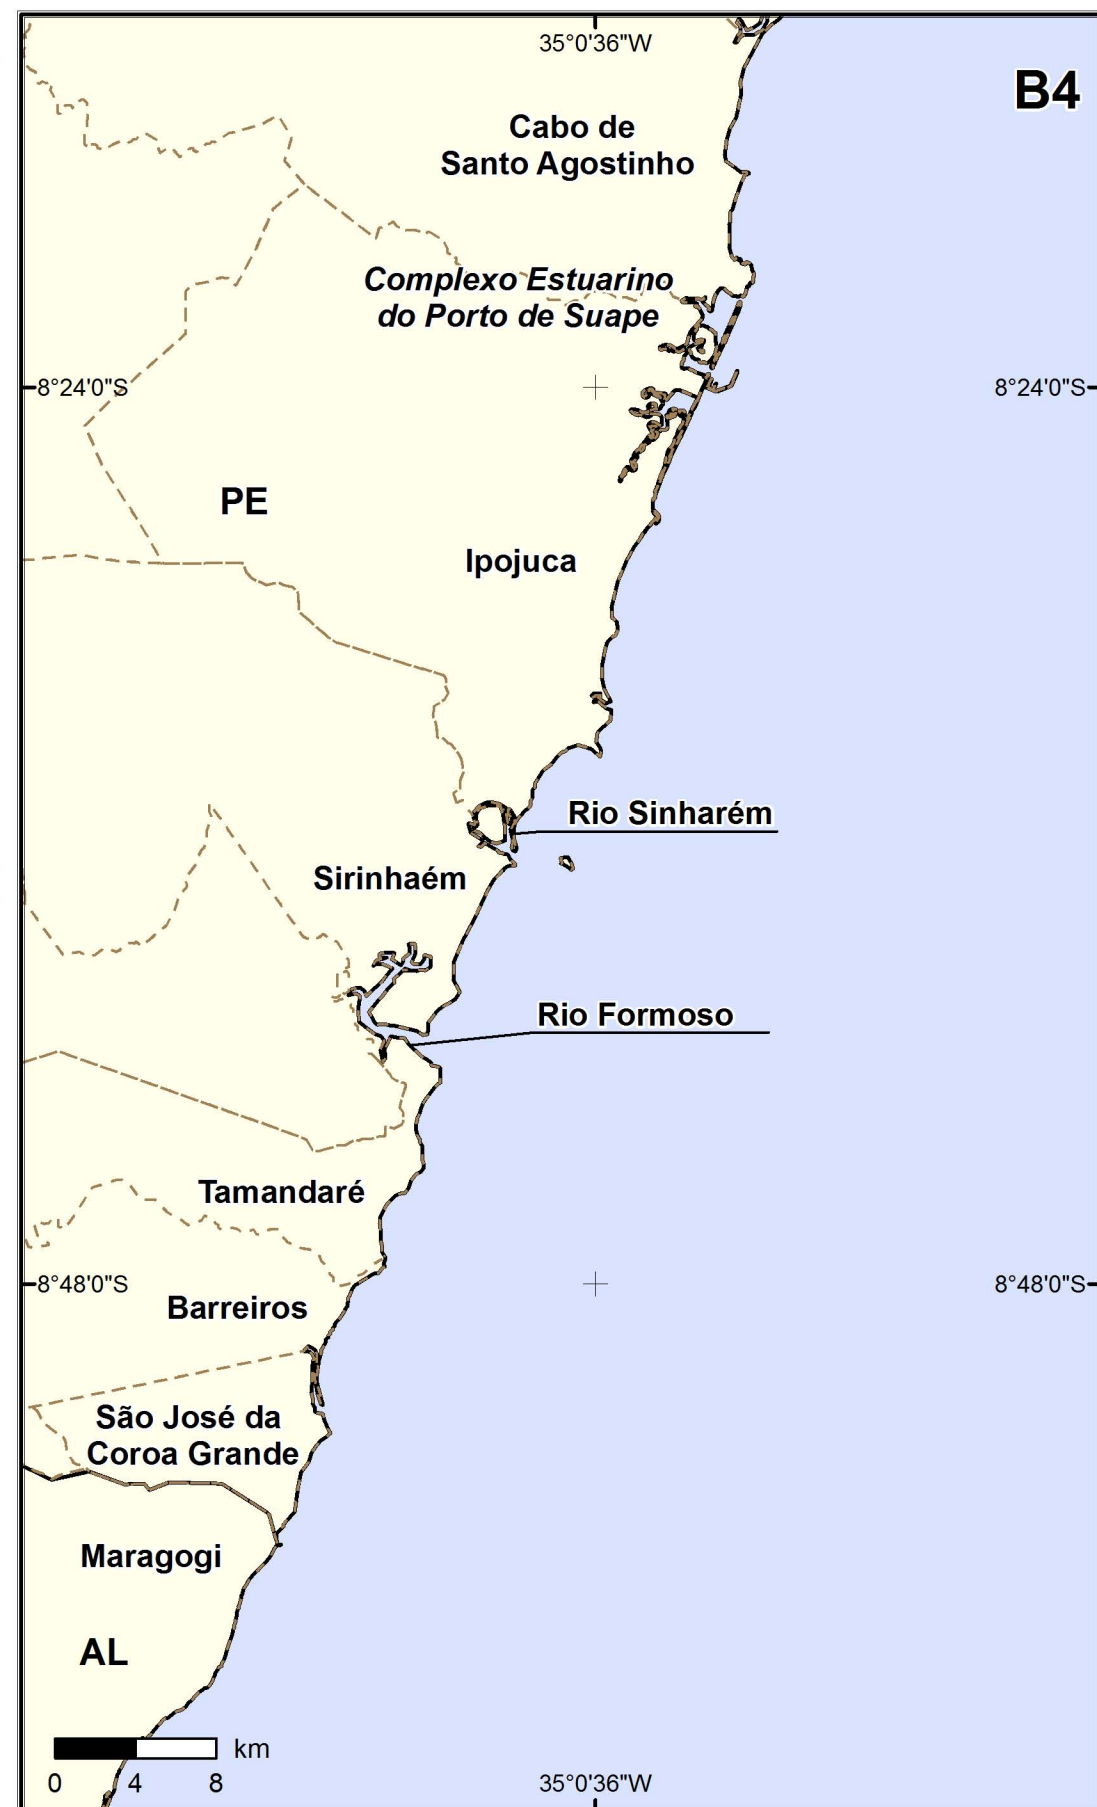 35°0'36"W
B4
Cabo de
Santo Agostinho
Complexo Estuarino
do Porto de Suape
8°24'0"S
8°24'0"S
PE
Ipojuca
Rio Sinharém
Sirinhaém
Rio Formoso
Tamandaré
8°48'0"S
8°48'0"S
Barreiros
São José da
Coroa Grande
Maragogi
AL
km
0 4 8
35°0'36"W